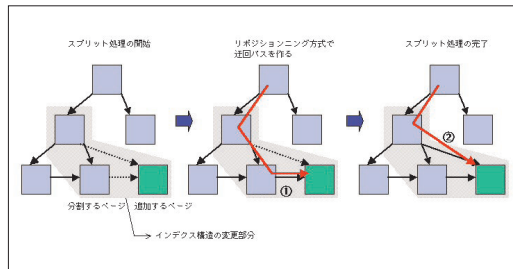 スプリット処理の開始
リポジショニング方式で
迂回パスを作る
スプリット処理の完了
②
①
分割するページ 追加するページ
インデクス構造の変更部分